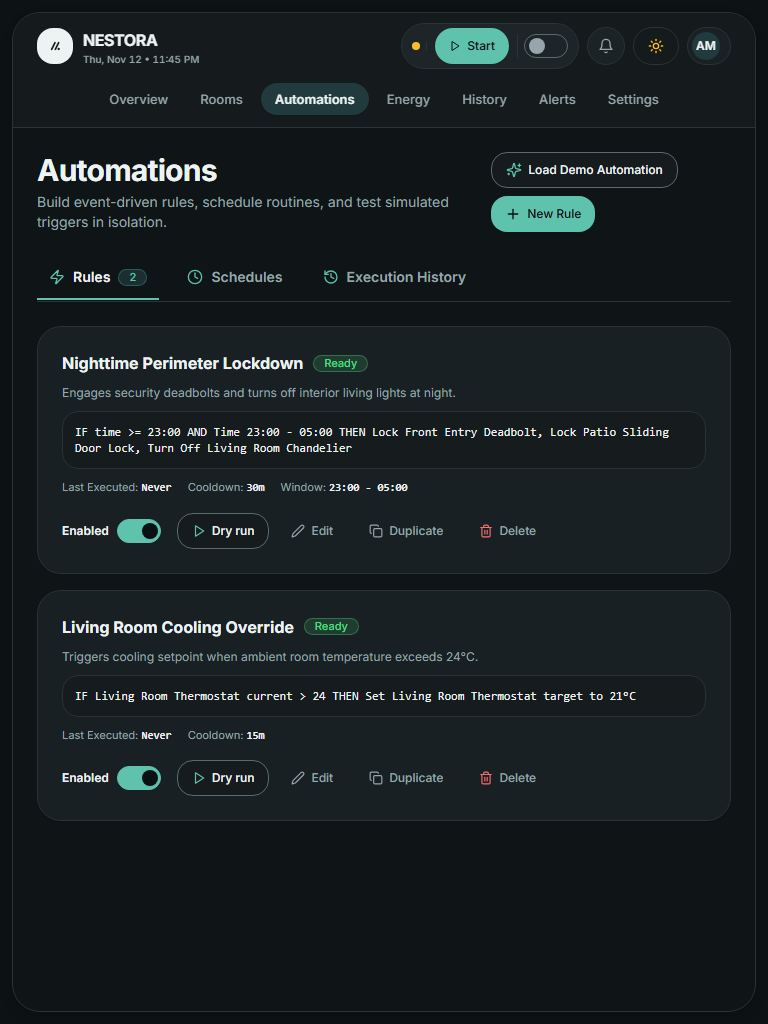 NESTORA
Thu, Nov 12 • 11:45 PM
Start
AM
Overview
Rooms
Automations
Energy
History
Alerts
Settings
Automations
Build event-driven rules, schedule routines, and test simulated
triggers in isolation.
Load Demo Automation
New Rule
Rules 2
Schedules
Execution History
Nighttime Perimeter Lockdown Ready
Engages security deadbolts and turns off interior living lights at night.
IF time >= 23:00 AND Time 23:00 - 05:00 THEN Lock Front Entry Deadbolt, Lock Patio Sliding
Door Lock, Turn Off Living Room Chandelier
Last Executed: Never Cooldown: 30m Window: 23:00 - 05:00
Enabled Dry run Edit Duplicate Delete
Living Room Cooling Override Ready
Triggers cooling setpoint when ambient room temperature exceeds 24°C.
IF Living Room Thermostat current > 24 THEN Set Living Room Thermostat target to 21°C
Last Executed: Never Cooldown: 15m
Enabled Dry run Edit Duplicate Delete